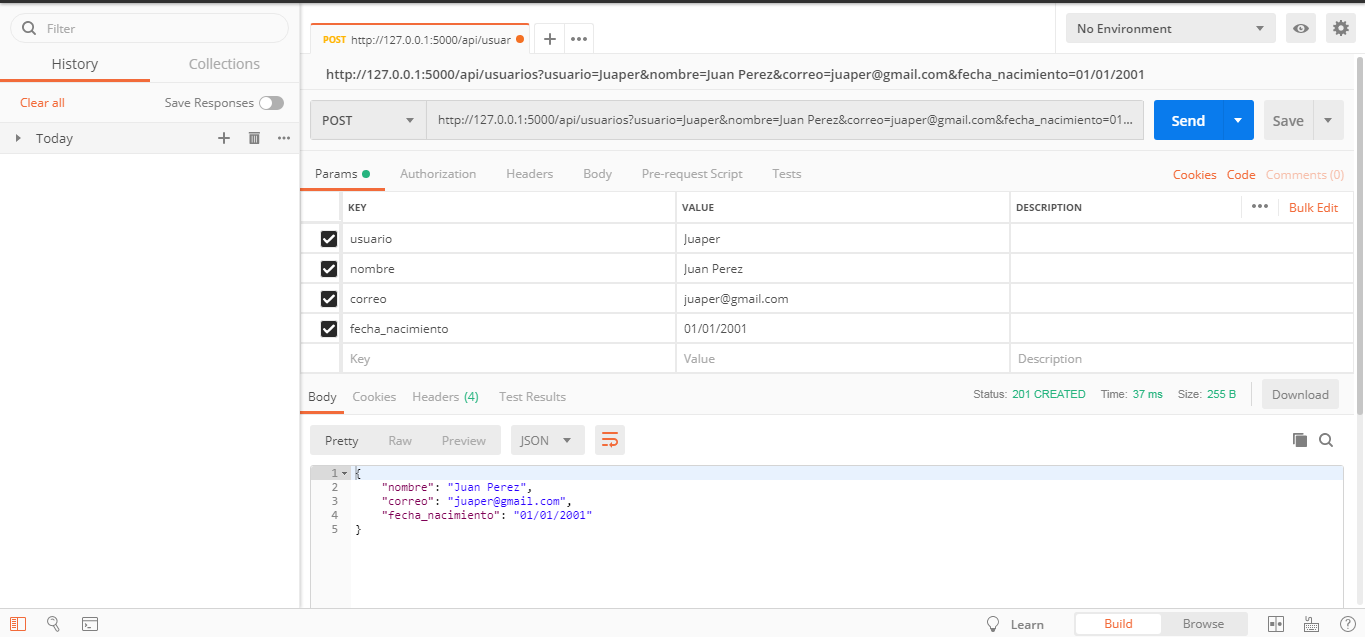 Filter
History Collections
Clear all Save Responses
Today
POST http://127.0.0.1:5000/api/usuar
No Environment
http://127.0.0.1:5000/api/usuarios?usuario=Juaper&nombre=Juan Perez&correo=juaper@gmail.com&fecha_nacimiento=01/01/2001
POST http://127.0.0.1:5000/api/usuarios?usuario=Juaper&nombre=Juan Perez&correo=juaper@gmail.com&fecha_nacimiento=01... Send Save
Params Authorization Headers Body Pre-request Script Tests Cookies Code Comments (0)
KEY VALUE DESCRIPTION Bulk Edit
usuario Juaper
nombre Juan Perez
correo juaper@gmail.com
fecha_nacimiento 01/01/2001
Key Value Description
Body Cookies Headers (4) Test Results Status: 201 CREATED Time: 37 ms Size: 255 B Download
Pretty Raw Preview JSON
1 {
2 "nombre": "Juan Perez",
3 "correo": "juaper@gmail.com",
4 "fecha_nacimiento": "01/01/2001"
5 }
Learn Build Browse